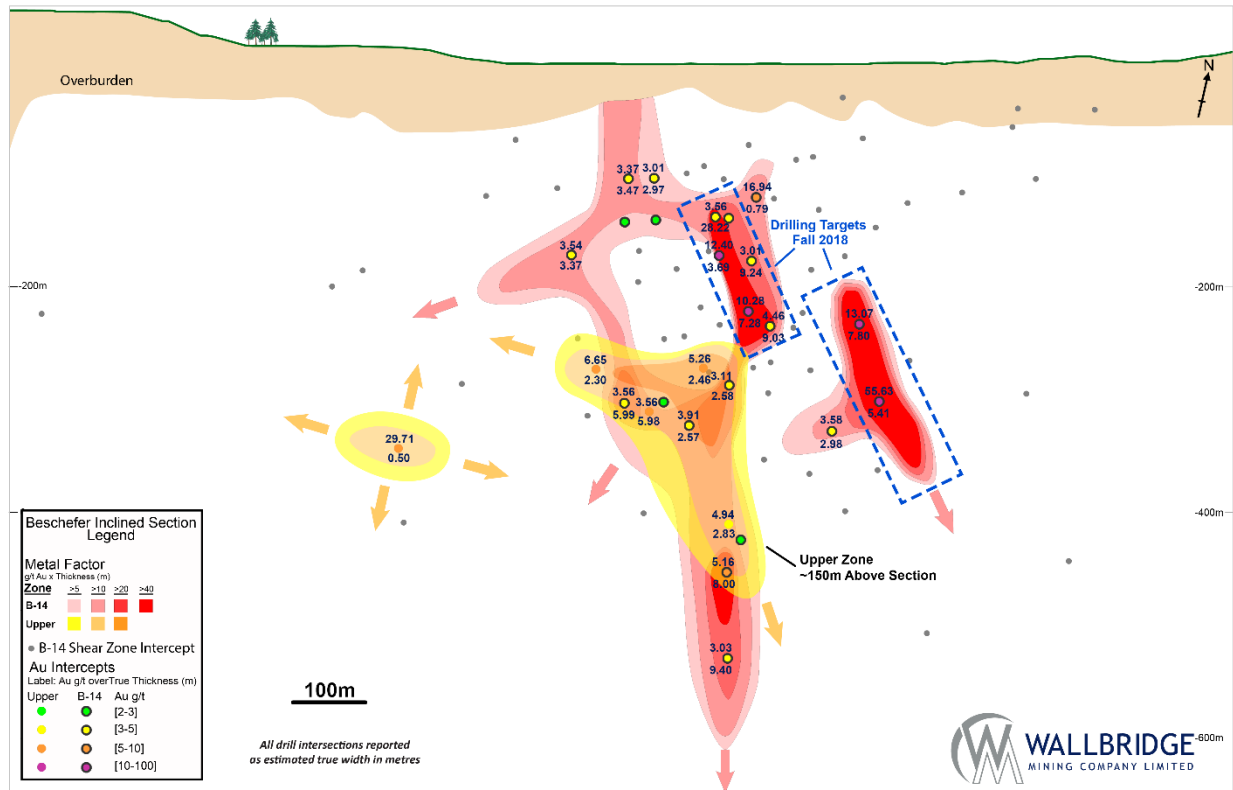 Overburden
N
3.37
3.47
3.01
2.97
16.94
0.79
3.56
28.22
Drilling Targets
Fall 2018
3.54
3.37
12.40
3.69
3.01
9.24
-200m
-200m
10.28
7.28
4.46
9.03
13.07
7.80
6.65
2.30
5.26
2.46
3.11
2.58
3.56
5.99
3.56
5.98
3.91
2.57
55.63
5.41
3.58
2.98
29.71
0.50
-400m
4.94
2.83
5.16
8.00
Upper Zone
~150m Above Section
3.03
9.40
100m
All drill intersections reported
as estimated true width in metres
-600m
WALLBRIDGE
MINING COMPANY LIMITED
Beschefer Inclined Section
Legend
Metal Factor
g/t Au x Thickness (m)
Zone >5 >10 >20 >40
B-14
Upper
B-14 Shear Zone Intercept
Au Intercepts
Label: Au g/t overTrue Thickness (m)
Upper B-14 Au g/t
[2-3]
[3-5]
[5-10]
[10-100]